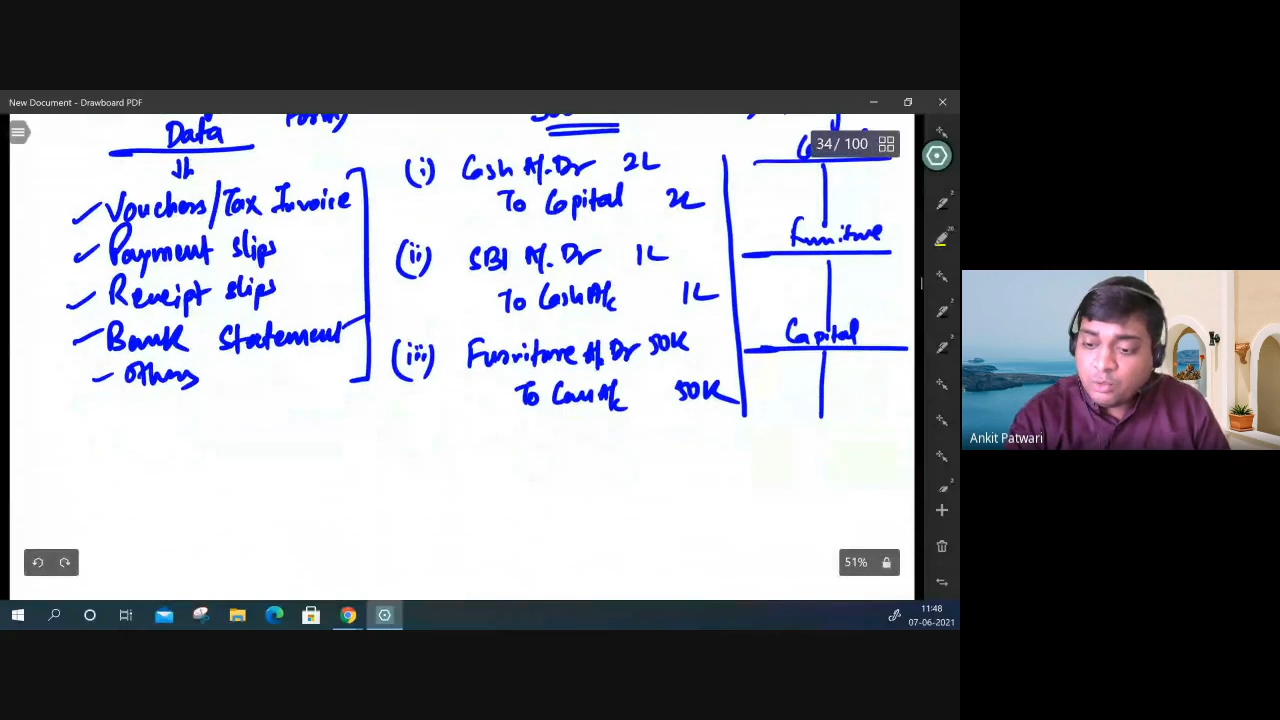 New Document - Drawboard PDF
Data
34 / 100
Vouchers/Tax Invoice
Payment slips
Receipt slips
Bank Statement
Others
(i) Cash A/c Dr 2L
To Capital 2L
(ii) SBI A/c Dr 1L
To Cash A/c 1L
(iii) Furniture A/c Dr 50K
To Cash A/c 50K
Furniture
Capital
51%
Ankit Patwari
11:48
07-06-2021